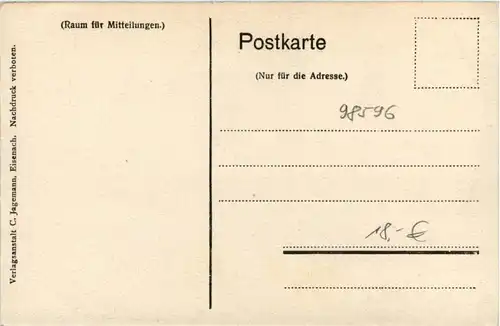 (Raum für Mitteilungen.)
Verlagsanstalt C. Jagemann, Eisenach. Nachdruck verboten.
Postkarte
(Nur für die Adresse.)
98596
18,- €